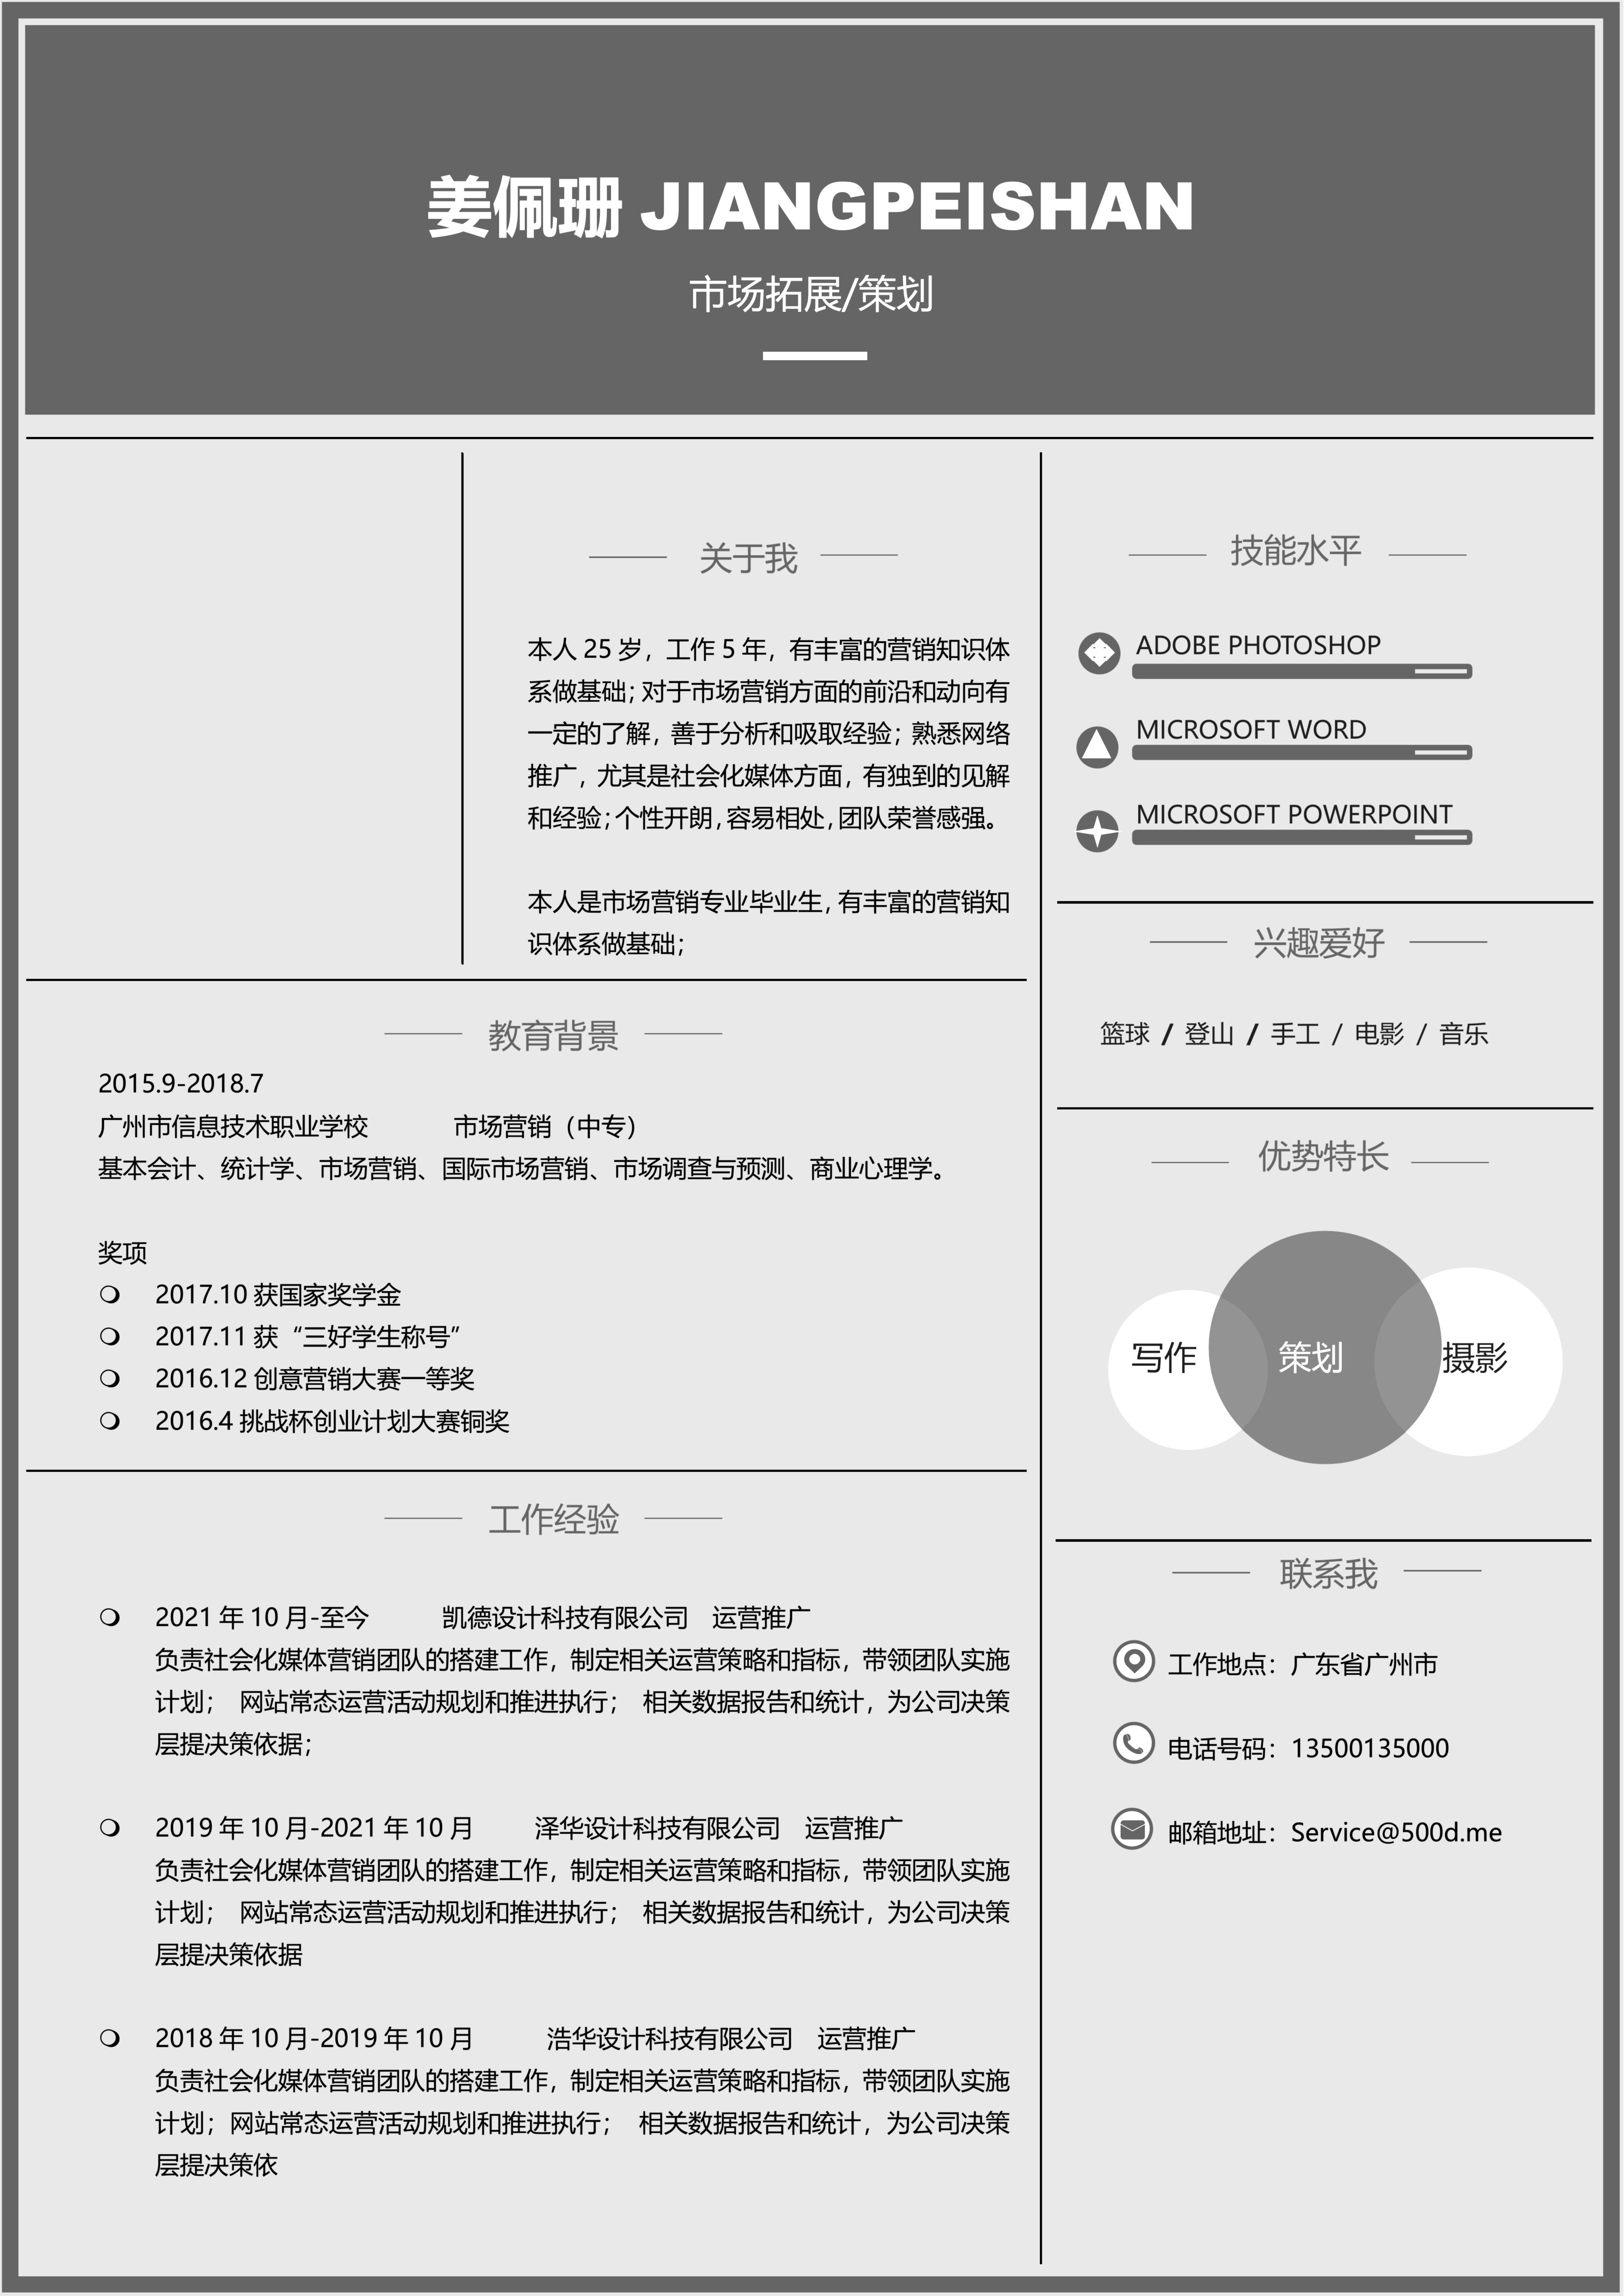 姜佩珊 JIANGPEISHAN
市场拓展/策划
关于我
本人 25 岁，工作 5 年，有丰富的营销知识体
系做基础；对于市场营销方面的前沿和动向有
一定的了解，善于分析和吸取经验；熟悉网络
推广，尤其是社会化媒体方面，有独到的见解
和经验；个性开朗，容易相处，团队荣誉感强。
本人是市场营销专业毕业生，有丰富的营销知
识体系做基础；
教育背景
2015.9-2018.7
广州市信息技术职业学校 市场营销（中专）
基本会计、统计学、市场营销、国际市场营销、市场调查与预测、商业心理学。
奖项
2017.10 获国家奖学金
2017.11 获“三好学生称号”
2016.12 创意营销大赛一等奖
2016.4 挑战杯创业计划大赛铜奖
工作经验
2021 年 10 月-至今 凯德设计科技有限公司 运营推广
负责社会化媒体营销团队的搭建工作，制定相关运营策略和指标，带领团队实施
计划； 网站常态运营活动规划和推进执行； 相关数据报告和统计，为公司决策
层提决策依据；
2019 年 10 月-2021 年 10 月 泽华设计科技有限公司 运营推广
负责社会化媒体营销团队的搭建工作，制定相关运营策略和指标，带领团队实施
计划； 网站常态运营活动规划和推进执行； 相关数据报告和统计，为公司决策
层提决策依据
2018 年 10 月-2019 年 10 月 浩华设计科技有限公司 运营推广
负责社会化媒体营销团队的搭建工作，制定相关运营策略和指标，带领团队实施
计划；网站常态运营活动规划和推进执行； 相关数据报告和统计，为公司决策
层提决策依
技能水平
ADOBE PHOTOSHOP
MICROSOFT WORD
MICROSOFT POWERPOINT
兴趣爱好
篮球 / 登山 / 手工 / 电影 / 音乐
优势特长
写作 策划 摄影
联系我
工作地点：广东省广州市
电话号码：13500135000
邮箱地址：Service@500d.me